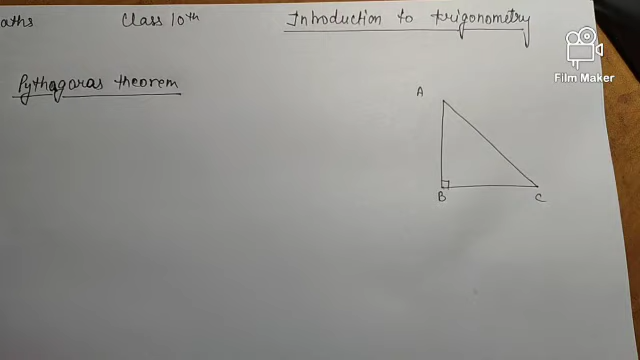 aths Class 10th Introduction to trigonometry
Film Maker
Pythagoras theorem
A
B C